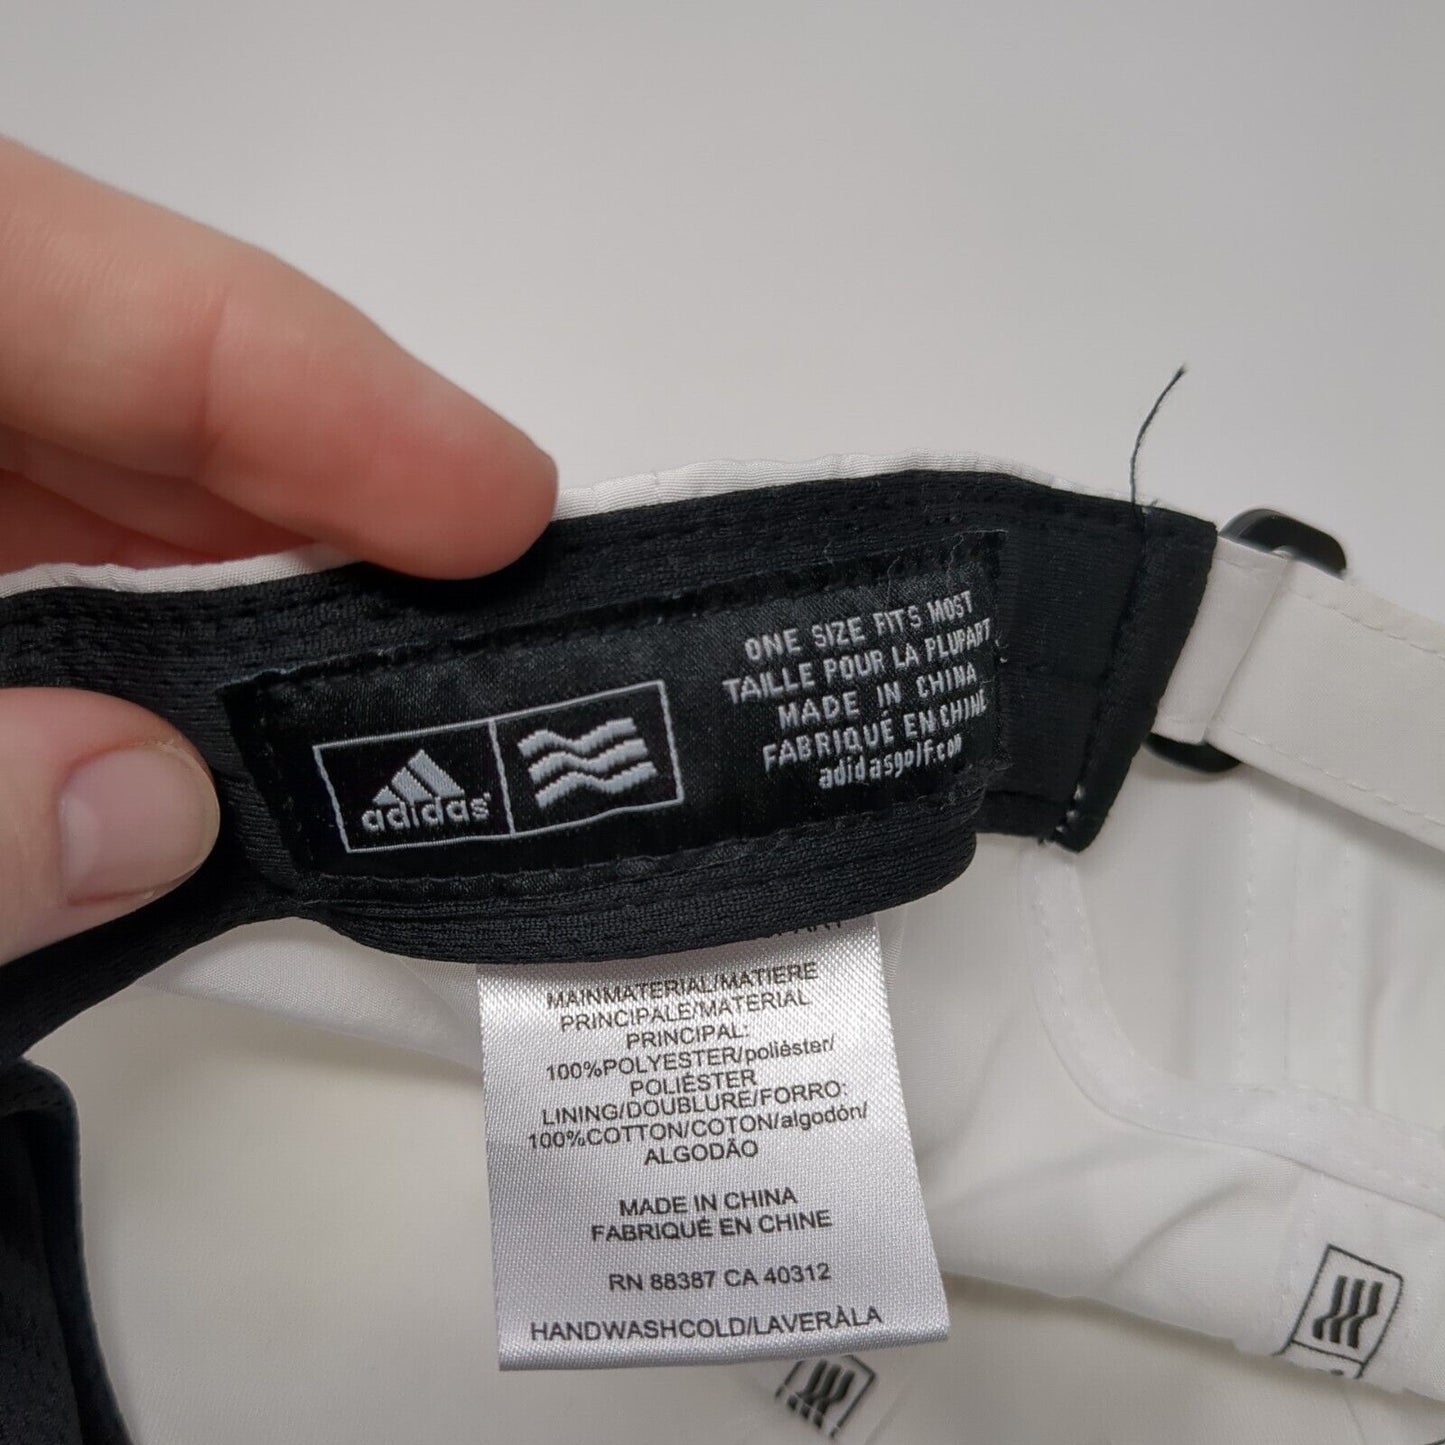 adidas
ONE SIZE FITS MOST
TAILLE POUR LA PLUPART
MADE IN CHINA
FABRIQUÉ EN CHINE
adidasgolf.com
MAINMATERIAL/MATIERE
PRINCIPALE/MATERIAL
PRINCIPAL:
100%POLYESTER/polièster/
POLIÉSTER
LINING/DOUBLURE/FORRO:
100%COTTON/COTON/algodòn/
ALGODÃO
MADE IN CHINA
FABRIQUÉ EN CHINE
RN 88387 CA 40312
HANDWASHCOLD/LAVERÀLA